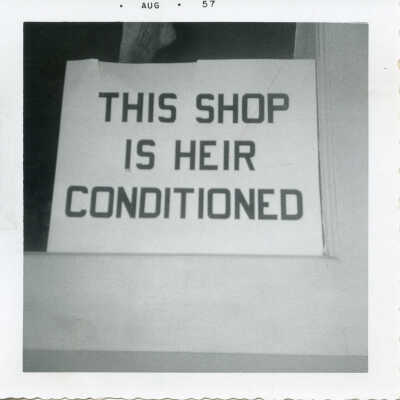 • AUG • 57
THIS SHOP
IS HEIR
CONDITIONED